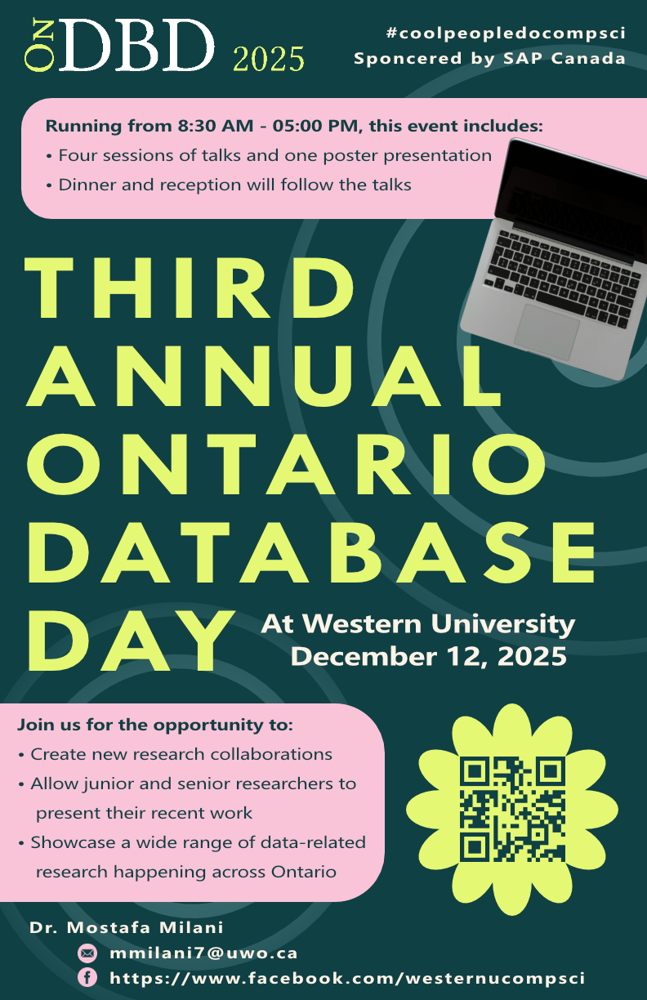 ON DBD 2025
#coolpeopledocompsci
Sponcered by SAP Canada
Running from 8:30 AM - 05:00 PM, this event includes:
• Four sessions of talks and one poster presentation
• Dinner and reception will follow the talks
THIRD
ANNUAL
ONTARIO
DATABASE
DAY
At Western University
December 12, 2025
Join us for the opportunity to:
• Create new research collaborations
• Allow junior and senior researchers to
present their recent work
• Showcase a wide range of data-related
research happening across Ontario
Dr. Mostafa Milani
mmilani7@uwo.ca
https://www.facebook.com/westernucompsci